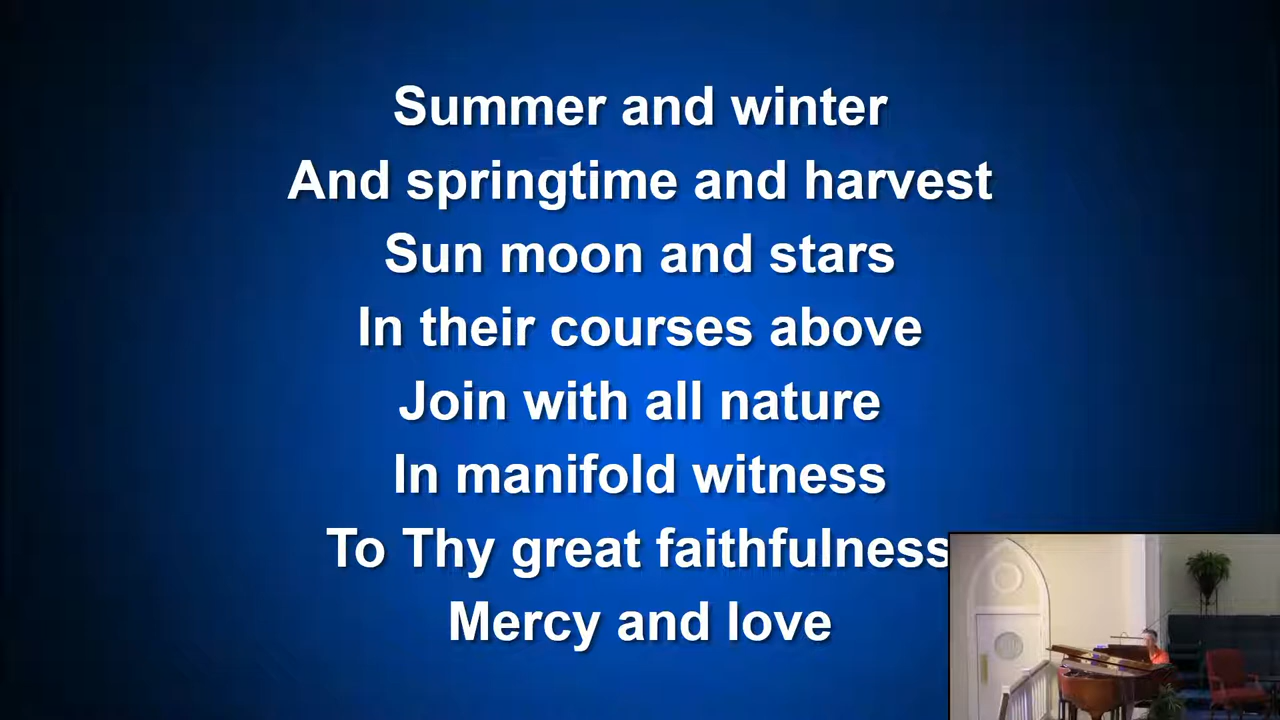 Summer and winter
And springtime and harvest
Sun moon and stars
In their courses above
Join with all nature
In manifold witness
To Thy great faithfulness
Mercy and love